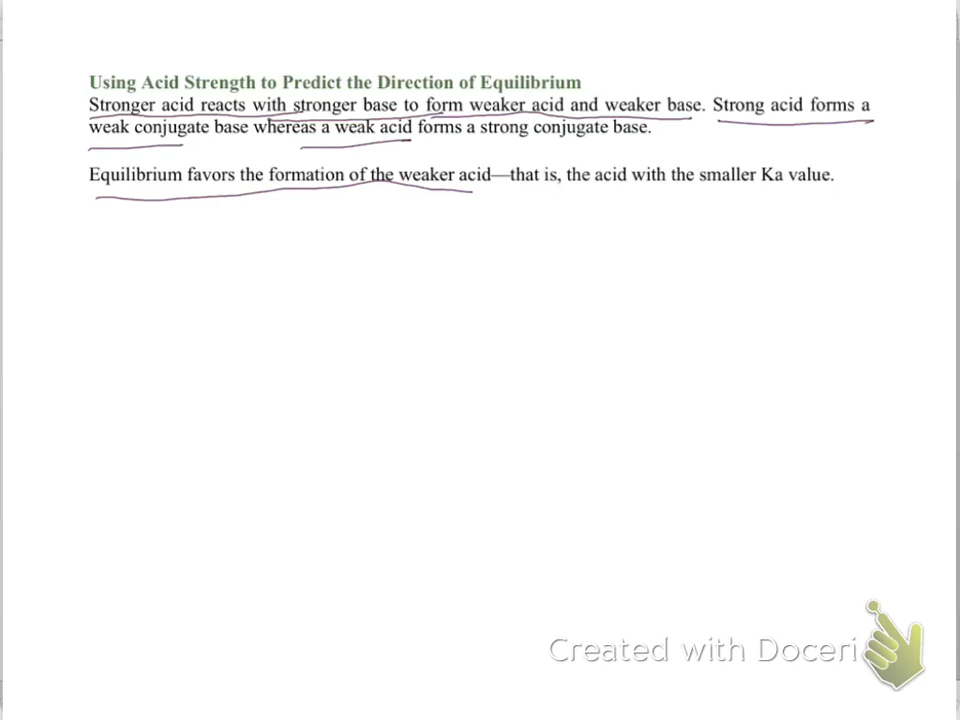 Using Acid Strength to Predict the Direction of Equilibrium
Stronger acid reacts with stronger base to form weaker acid and weaker base. Strong acid forms a
weak conjugate base whereas a weak acid forms a strong conjugate base.
Equilibrium favors the formation of the weaker acid—that is, the acid with the smaller Ka value.
Created with Doceri